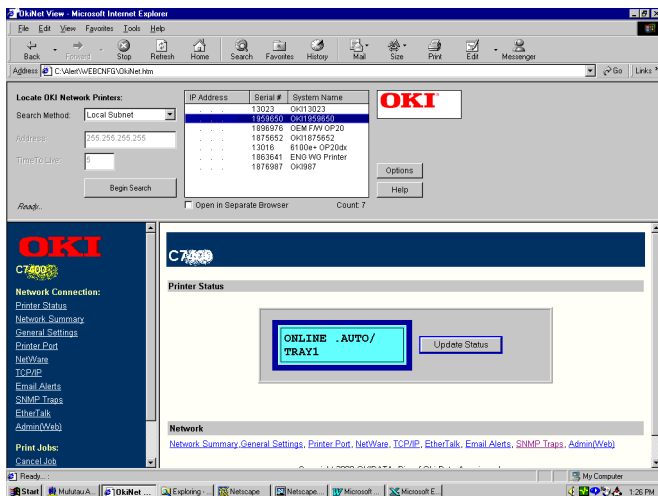 OkiNet View - Microsoft Internet Explorer
File Edit View Favorites Tools Help
Back Forward Stop Refresh Home Search Favorites History Mail Size Print Edit Messenger
Address C:\Alert\WEBCNFG\OkiNet.htm Go Links
Locate OKI Network Printers:
Search Method: Local Subnet
Address: 255.255.255.255
TimeTo Live: 5
Begin Search
Ready..
IP Address Serial # System Name
. . . 13023 OKI13023
1959650 OKI1959650
. . . 1896976 OEM F/W OP20
. . . 1875652 OKI1875652
. . . 13016 6100e+ OP20dx
. . . 1863641 ENG WG Printer
. . . 1876987 OKI987
Open in Separate Browser Count: 7
OKI
Options
Help
OKI
C7400
Network Connection:
Printer Status
Network Summary
General Settings
Printer Port
NetWare
TCP/IP
Email Alerts
SNMP Traps
EtherTalk
Admin(Web)
Print Jobs:
Cancel Job
Printer Status
ONLINE .AUTO/
TRAY1
Update Status
Network
Network Summary,General Settings, Printer Port, NetWare, TCP/IP, EtherTalk, Email Alerts, SNMP Traps, Admin(Web)
Ready... : My Computer
Start Mulutau A... OkiNet ... Exploring - ... Netscape Netscape... Microsoft ... Microsoft E... 1:26 PM